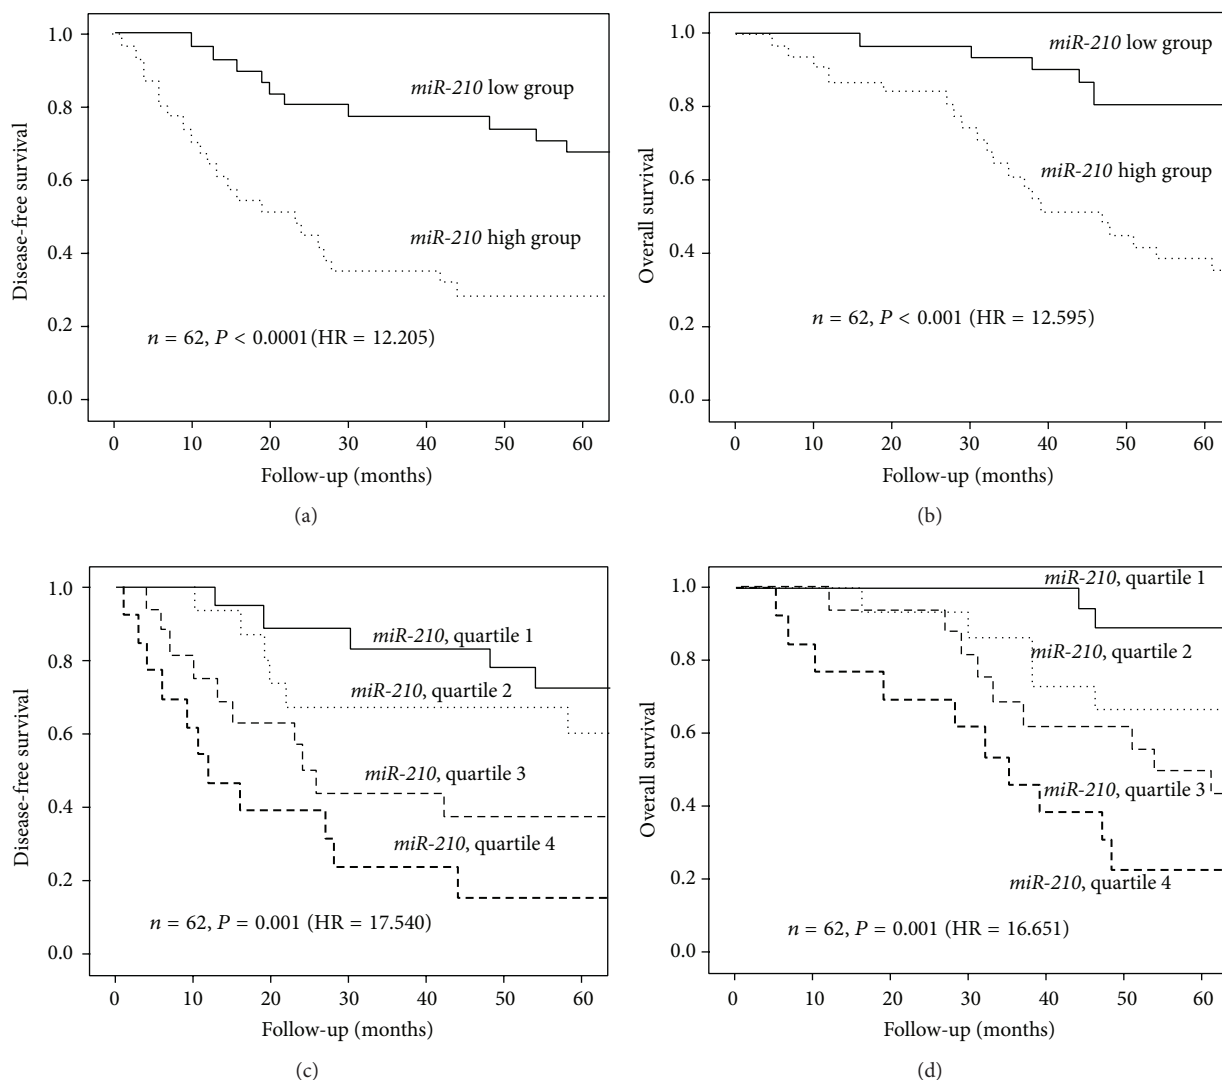 1.0
0.8
0.6
0.4
0.2
0.0
Disease-free survival
miR-210 low group
miR-210 high group
n = 62, P < 0.0001 (HR = 12.205)
0 10 20 30 40 50 60
Follow-up (months)
(a)
1.0
0.8
0.6
0.4
0.2
0.0
Overall survival
miR-210 low group
miR-210 high group
n = 62, P < 0.001 (HR = 12.595)
0 10 20 30 40 50 60
Follow-up (months)
(b)
1.0
0.8
0.6
0.4
0.2
0.0
Disease-free survival
miR-210, quartile 1
miR-210, quartile 2
miR-210, quartile 3
miR-210, quartile 4
n = 62, P = 0.001 (HR = 17.540)
0 10 20 30 40 50 60
Follow-up (months)
(c)
1.0
0.8
0.6
0.4
0.2
0.0
Overall survival
miR-210, quartile 1
miR-210, quartile 2
miR-210, quartile 3
miR-210, quartile 4
n = 62, P = 0.001 (HR = 16.651)
0 10 20 30 40 50 60
Follow-up (months)
(d)